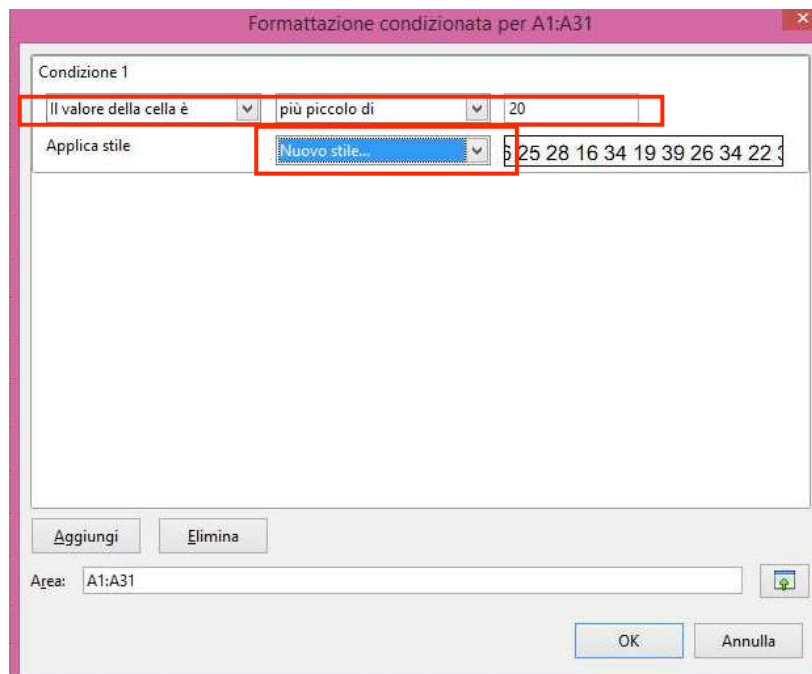 Formattazione condizionata per A1:A31
Condizione 1
Il valore della cella è più piccolo di 20
Applica stile Nuovo stile... 25 28 16 34 19 39 26 34 22
Aggiungi Elimina
Area: A1:A31
OK Annulla